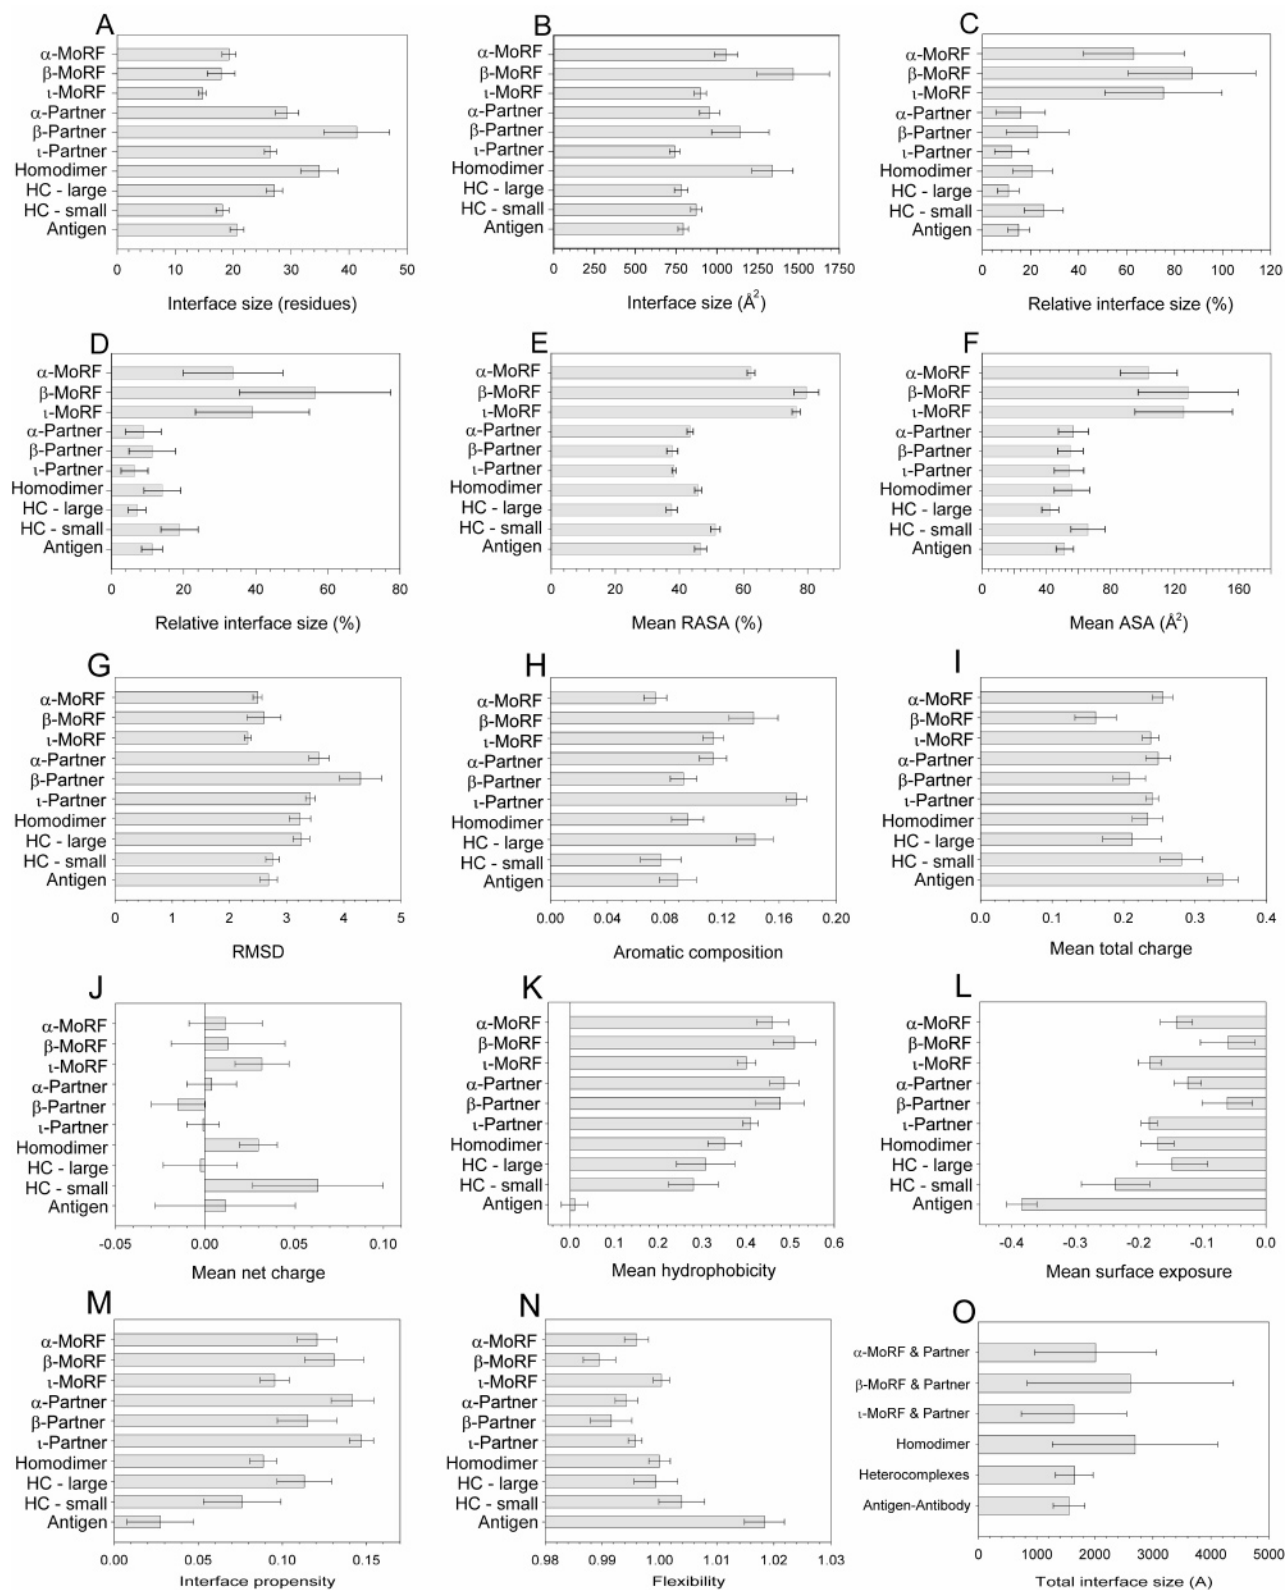 A
α-MoRF
β-MoRF
ι-MoRF
α-Partner
β-Partner
ι-Partner
Homodimer
HC - large
HC - small
Antigen
0 10 20 30 40 50
Interface size (residues)
B
α-MoRF
β-MoRF
ι-MoRF
α-Partner
β-Partner
ι-Partner
Homodimer
HC - large
HC - small
Antigen
0 250 500 750 1000 1250 1500 1750
Interface size (Å²)
C
α-MoRF
β-MoRF
ι-MoRF
α-Partner
β-Partner
ι-Partner
Homodimer
HC - large
HC - small
Antigen
0 20 40 60 80 100 120
Relative interface size (%)
D
α-MoRF
β-MoRF
ι-MoRF
α-Partner
β-Partner
ι-Partner
Homodimer
HC - large
HC - small
Antigen
0 20 40 60 80
Relative interface size (%)
E
α-MoRF
β-MoRF
ι-MoRF
α-Partner
β-Partner
ι-Partner
Homodimer
HC - large
HC - small
Antigen
0 20 40 60 80
Mean RASA (%)
F
α-MoRF
β-MoRF
ι-MoRF
α-Partner
β-Partner
ι-Partner
Homodimer
HC - large
HC - small
Antigen
0 40 80 120 160
Mean ASA (Å²)
G
α-MoRF
β-MoRF
ι-MoRF
α-Partner
β-Partner
ι-Partner
Homodimer
HC - large
HC - small
Antigen
0 1 2 3 4 5
RMSD
H
α-MoRF
β-MoRF
ι-MoRF
α-Partner
β-Partner
ι-Partner
Homodimer
HC - large
HC - small
Antigen
0.00 0.04 0.08 0.12 0.16 0.20
Aromatic composition
I
α-MoRF
β-MoRF
ι-MoRF
α-Partner
β-Partner
ι-Partner
Homodimer
HC - large
HC - small
Antigen
0.0 0.1 0.2 0.3 0.4
Mean total charge
J
α-MoRF
β-MoRF
ι-MoRF
α-Partner
β-Partner
ι-Partner
Homodimer
HC - large
HC - small
Antigen
-0.05 0.00 0.05 0.10
Mean net charge
K
α-MoRF
β-MoRF
ι-MoRF
α-Partner
β-Partner
ι-Partner
Homodimer
HC - large
HC - small
Antigen
0.0 0.1 0.2 0.3 0.4 0.5 0.6
Mean hydrophobicity
L
α-MoRF
β-MoRF
ι-MoRF
α-Partner
β-Partner
ι-Partner
Homodimer
HC - large
HC - small
Antigen
-0.4 -0.3 -0.2 -0.1 0.0
Mean surface exposure
M
α-MoRF
β-MoRF
ι-MoRF
α-Partner
β-Partner
ι-Partner
Homodimer
HC - large
HC - small
Antigen
0.00 0.05 0.10 0.15
Interface propensity
N
α-MoRF
β-MoRF
ι-MoRF
α-Partner
β-Partner
ι-Partner
Homodimer
HC - large
HC - small
Antigen
0.98 0.99 1.00 1.01 1.02 1.03
Flexibility
O
α-MoRF & Partner
β-MoRF & Partner
ι-MoRF & Partner
Homodimer
Heterocomplexes
Antigen-Antibody
0 1000 2000 3000 4000 5000
Total interface size (A)